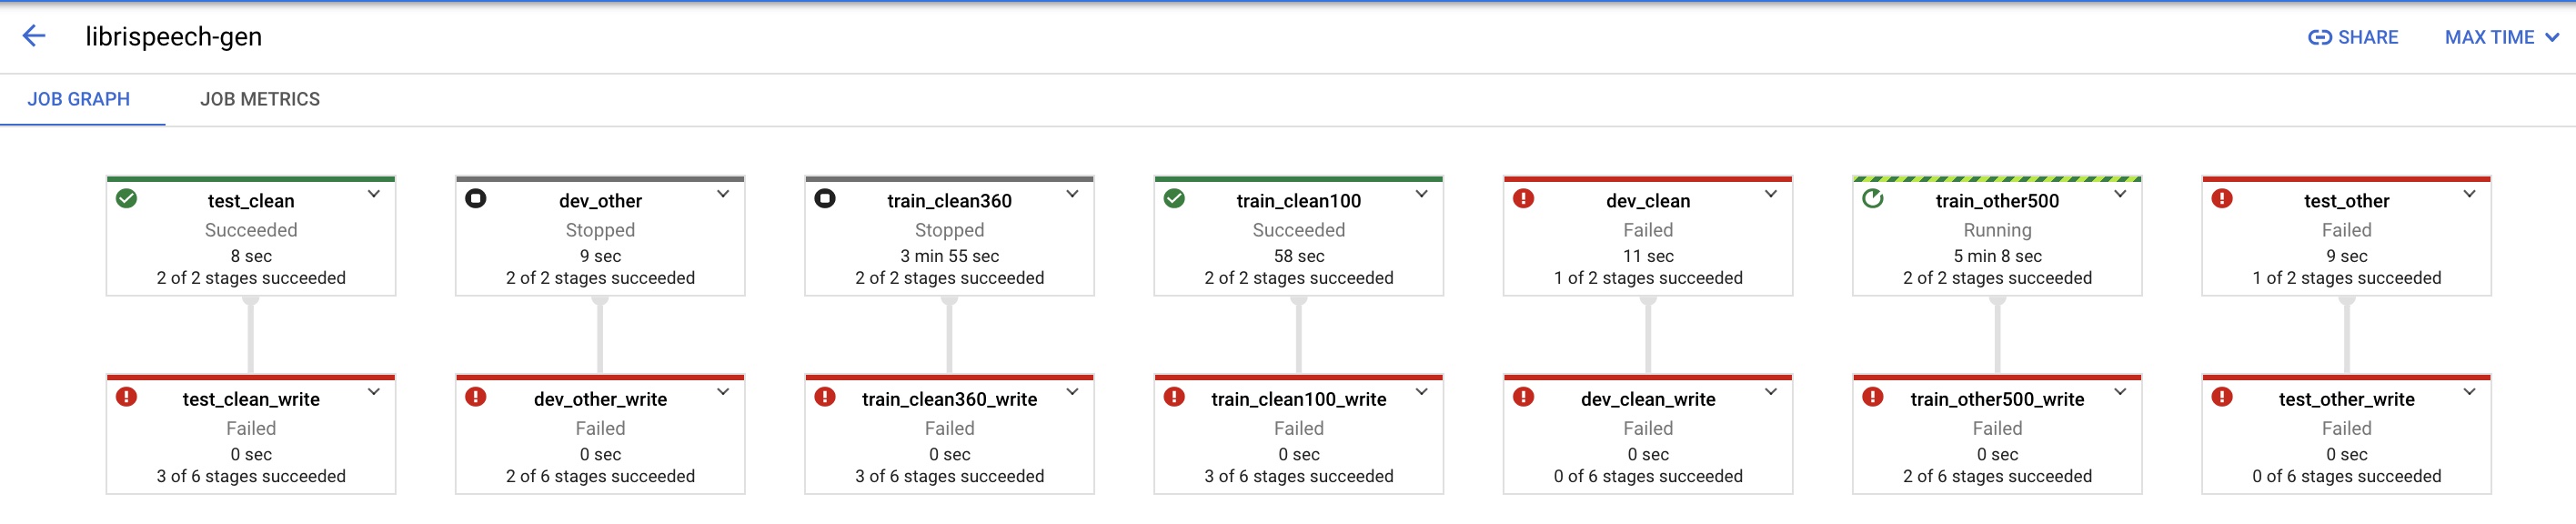 librispeech-gen
SHARE
MAX TIME
JOB GRAPH
JOB METRICS
test_clean
Succeeded
8 sec
2 of 2 stages succeeded
dev_other
Stopped
9 sec
2 of 2 stages succeeded
train_clean360
Stopped
3 min 55 sec
2 of 2 stages succeeded
train_clean100
Succeeded
58 sec
2 of 2 stages succeeded
dev_clean
Failed
11 sec
1 of 2 stages succeeded
train_other500
Running
5 min 8 sec
2 of 2 stages succeeded
test_other
Failed
9 sec
1 of 2 stages succeeded
test_clean_write
Failed
0 sec
3 of 6 stages succeeded
dev_other_write
Failed
0 sec
2 of 6 stages succeeded
train_clean360_write
Failed
0 sec
3 of 6 stages succeeded
train_clean100_write
Failed
0 sec
3 of 6 stages succeeded
dev_clean_write
Failed
0 sec
0 of 6 stages succeeded
train_other500_write
Failed
0 sec
2 of 6 stages succeeded
test_other_write
Failed
0 sec
0 of 6 stages succeeded